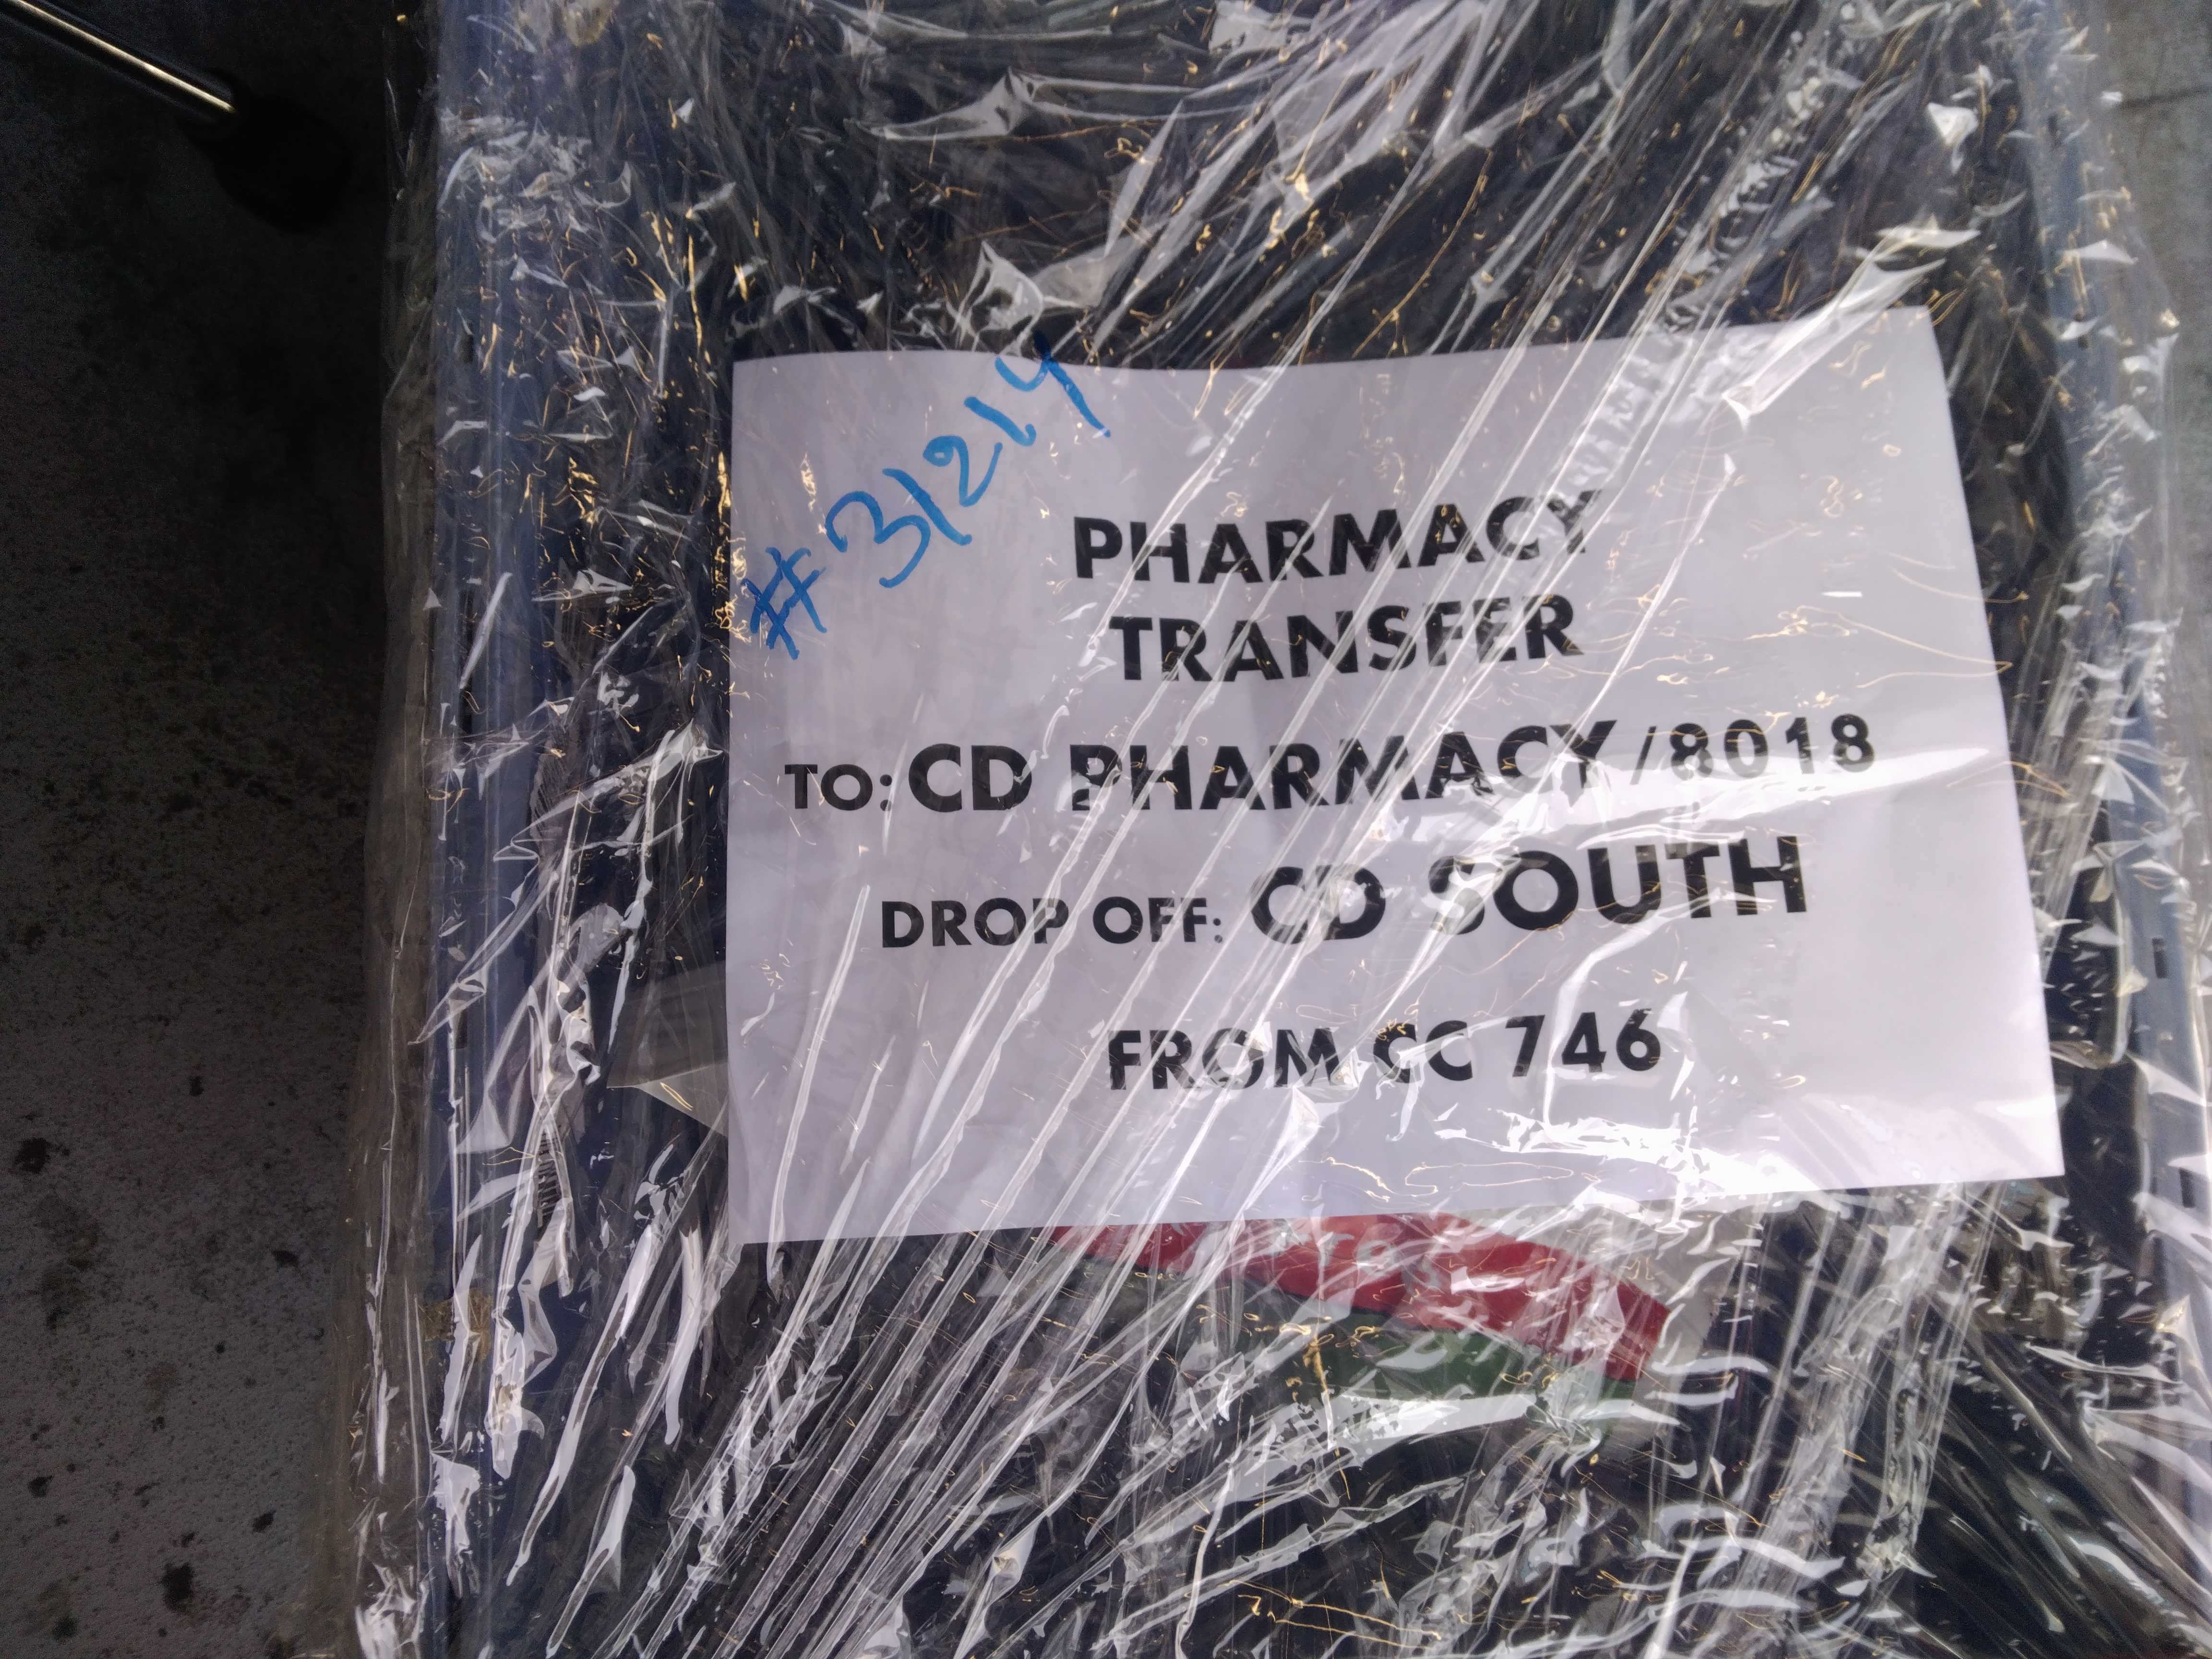 #31214
PHARMACY
TRANSFER
TO: CD PHARMACY /8018
DROP OFF: CD SOUTH
FROM CC 746